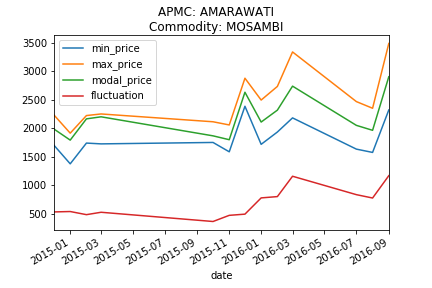 APMC: AMARAWATI
Commodity: MOSAMBI
min_price
max_price
modal_price
fluctuation
3500
3000
2500
2000
1500
1000
500
2015-01
2015-03
2015-05
2015-07
2015-09
2015-11
2016-01
2016-03
2016-05
2016-07
2016-09
date